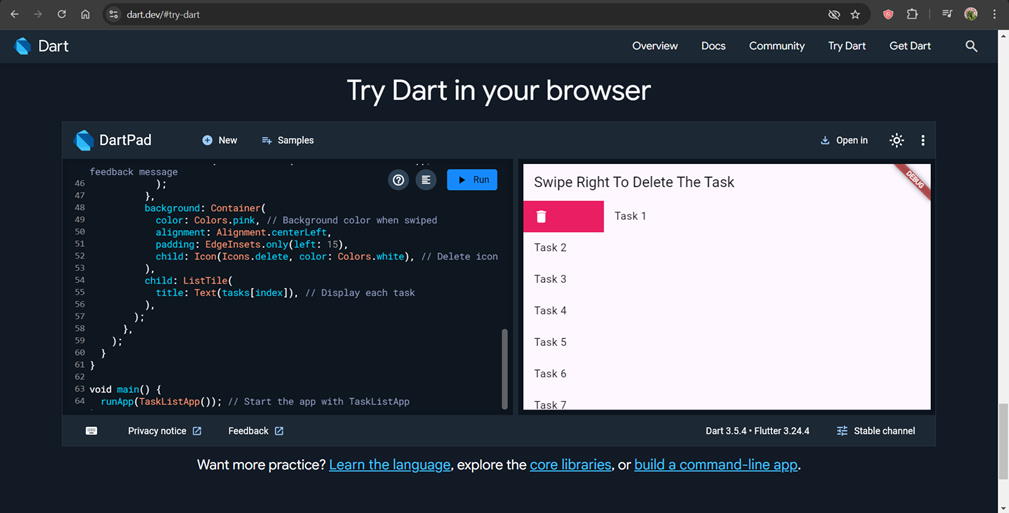 dart.dev/#try-dart
Dart
Overview
Docs
Community
Try Dart
Get Dart
Try Dart in your browser
DartPad
New
Samples
Open in
feedback message
Run
46 );
47 },
48 background: Container(
49 color: Colors.pink, // Background color when swiped
50 alignment: Alignment.centerLeft,
51 padding: EdgeInsets.only(left: 15),
52 child: Icon(Icons.delete, color: Colors.white), // Delete icon
53 ),
54 child: ListTile(
55 title: Text(tasks[index]), // Display each task
56 ),
57 );
58 },
59 );
60 }
61 }
62
63 void main() {
64 runApp(TaskListApp()); // Start the app with TaskListApp
Swipe Right To Delete The Task
DEBUG
Task 1
Task 2
Task 3
Task 4
Task 5
Task 6
Task 7
Privacy notice
Feedback
Dart 3.5.4 • Flutter 3.24.4
Stable channel
Want more practice? Learn the language, explore the core libraries, or build a command-line app.